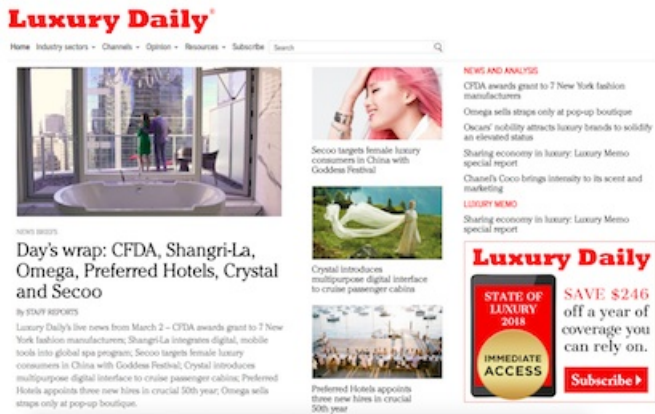 Luxury Daily®
Home Industry sectors Channels Opinion Resources Subscribe Search
NEWS BRIEFS
Day's wrap: CFDA, Shangri-La,
Omega, Preferred Hotels, Crystal
and Secoo
By STAFF REPORTS
Luxury Daily's live news from March 2 – CFDA awards grant to 7 New
York fashion manufacturers; Shangri-La integrates digital, mobile
tools into global spa program; Secoo targets female luxury
consumers in China with Goddess Festival; Crystal introduces
multipurpose digital interface to cruise passenger cabins; Preferred
Hotels appoints three new hires in crucial 50th year; Omega sells
straps only at pop-up boutique.
Secoo targets female luxury
consumers in China with
Goddess Festival
Crystal introduces
multipurpose digital interface
to cruise passenger cabins
Preferred Hotels appoints
three new hires in crucial
50th year
NEWS AND ANALYSIS
CFDA awards grant to 7 New York fashion
manufacturers
Omega sells straps only at pop-up boutique
Oscars' nobility attracts luxury brands to solidify
an elevated status
Sharing economy in luxury: Luxury Memo
special report
Chanel's Coco brings intensity to its scent and
marketing
LUXURY MEMO
Sharing economy in luxury: Luxury Memo
special report
Luxury Daily
STATE OF
LUXURY
2018
IMMEDIATE
ACCESS
SAVE $246
off a year of
coverage you
can rely on.
Subscribe